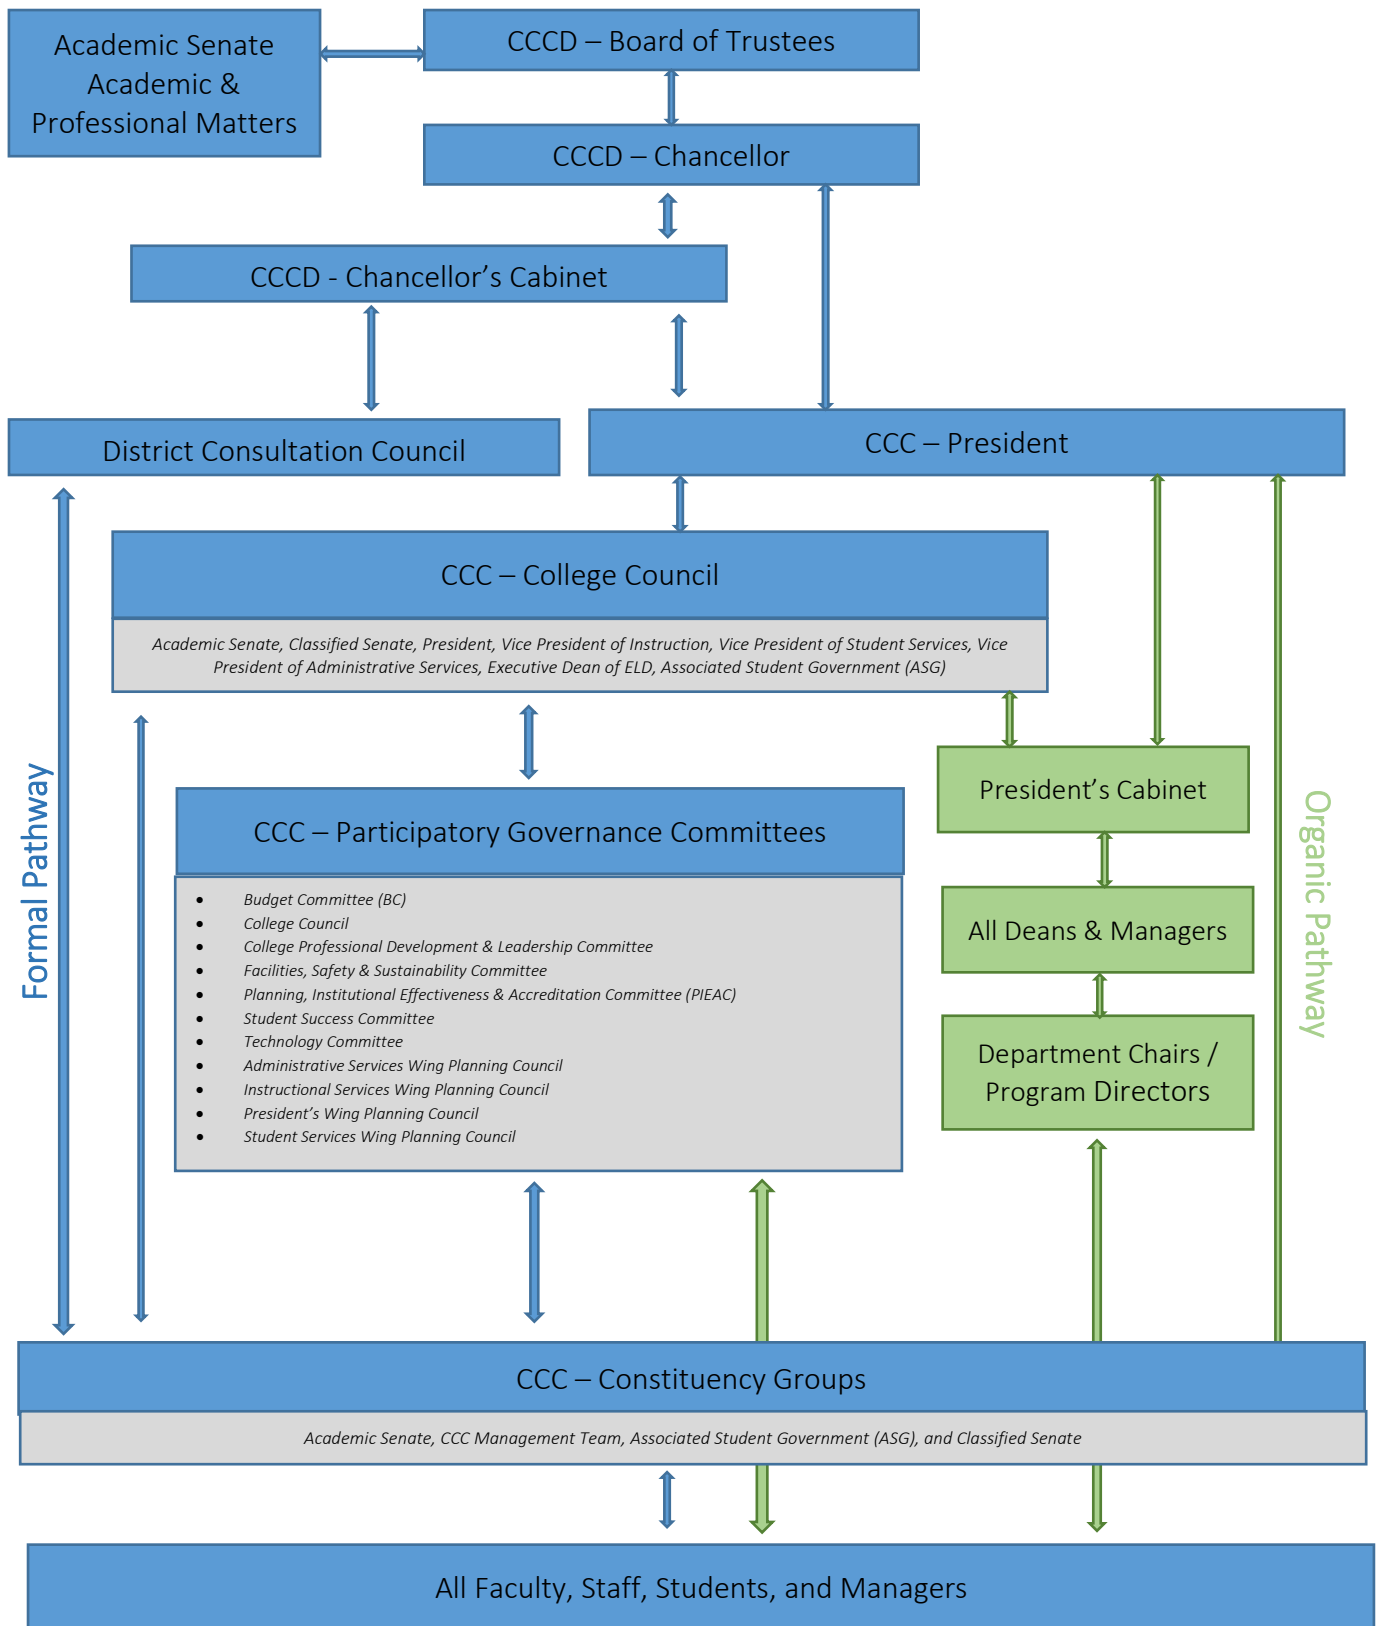 Academic Senate
Academic &
Professional Matters
CCCD – Board of Trustees
CCCD – Chancellor
CCCD - Chancellor’s Cabinet
District Consultation Council
CCC – President
CCC – College Council
Academic Senate, Classified Senate, President, Vice President of Instruction, Vice President of Student Services, Vice
President of Administrative Services, Executive Dean of ELD, Associated Student Government (ASG)
Formal Pathway
CCC – Participatory Governance Committees
• Budget Committee (BC)
• College Council
• College Professional Development & Leadership Committee
• Facilities, Safety & Sustainability Committee
• Planning, Institutional Effectiveness & Accreditation Committee (PIEAC)
• Student Success Committee
• Technology Committee
• Administrative Services Wing Planning Council
• Instructional Services Wing Planning Council
• President’s Wing Planning Council
• Student Services Wing Planning Council
President’s Cabinet
All Deans & Managers
Department Chairs /
Program Directors
Organic Pathway
CCC – Constituency Groups
Academic Senate, CCC Management Team, Associated Student Government (ASG), and Classified Senate
All Faculty, Staff, Students, and Managers